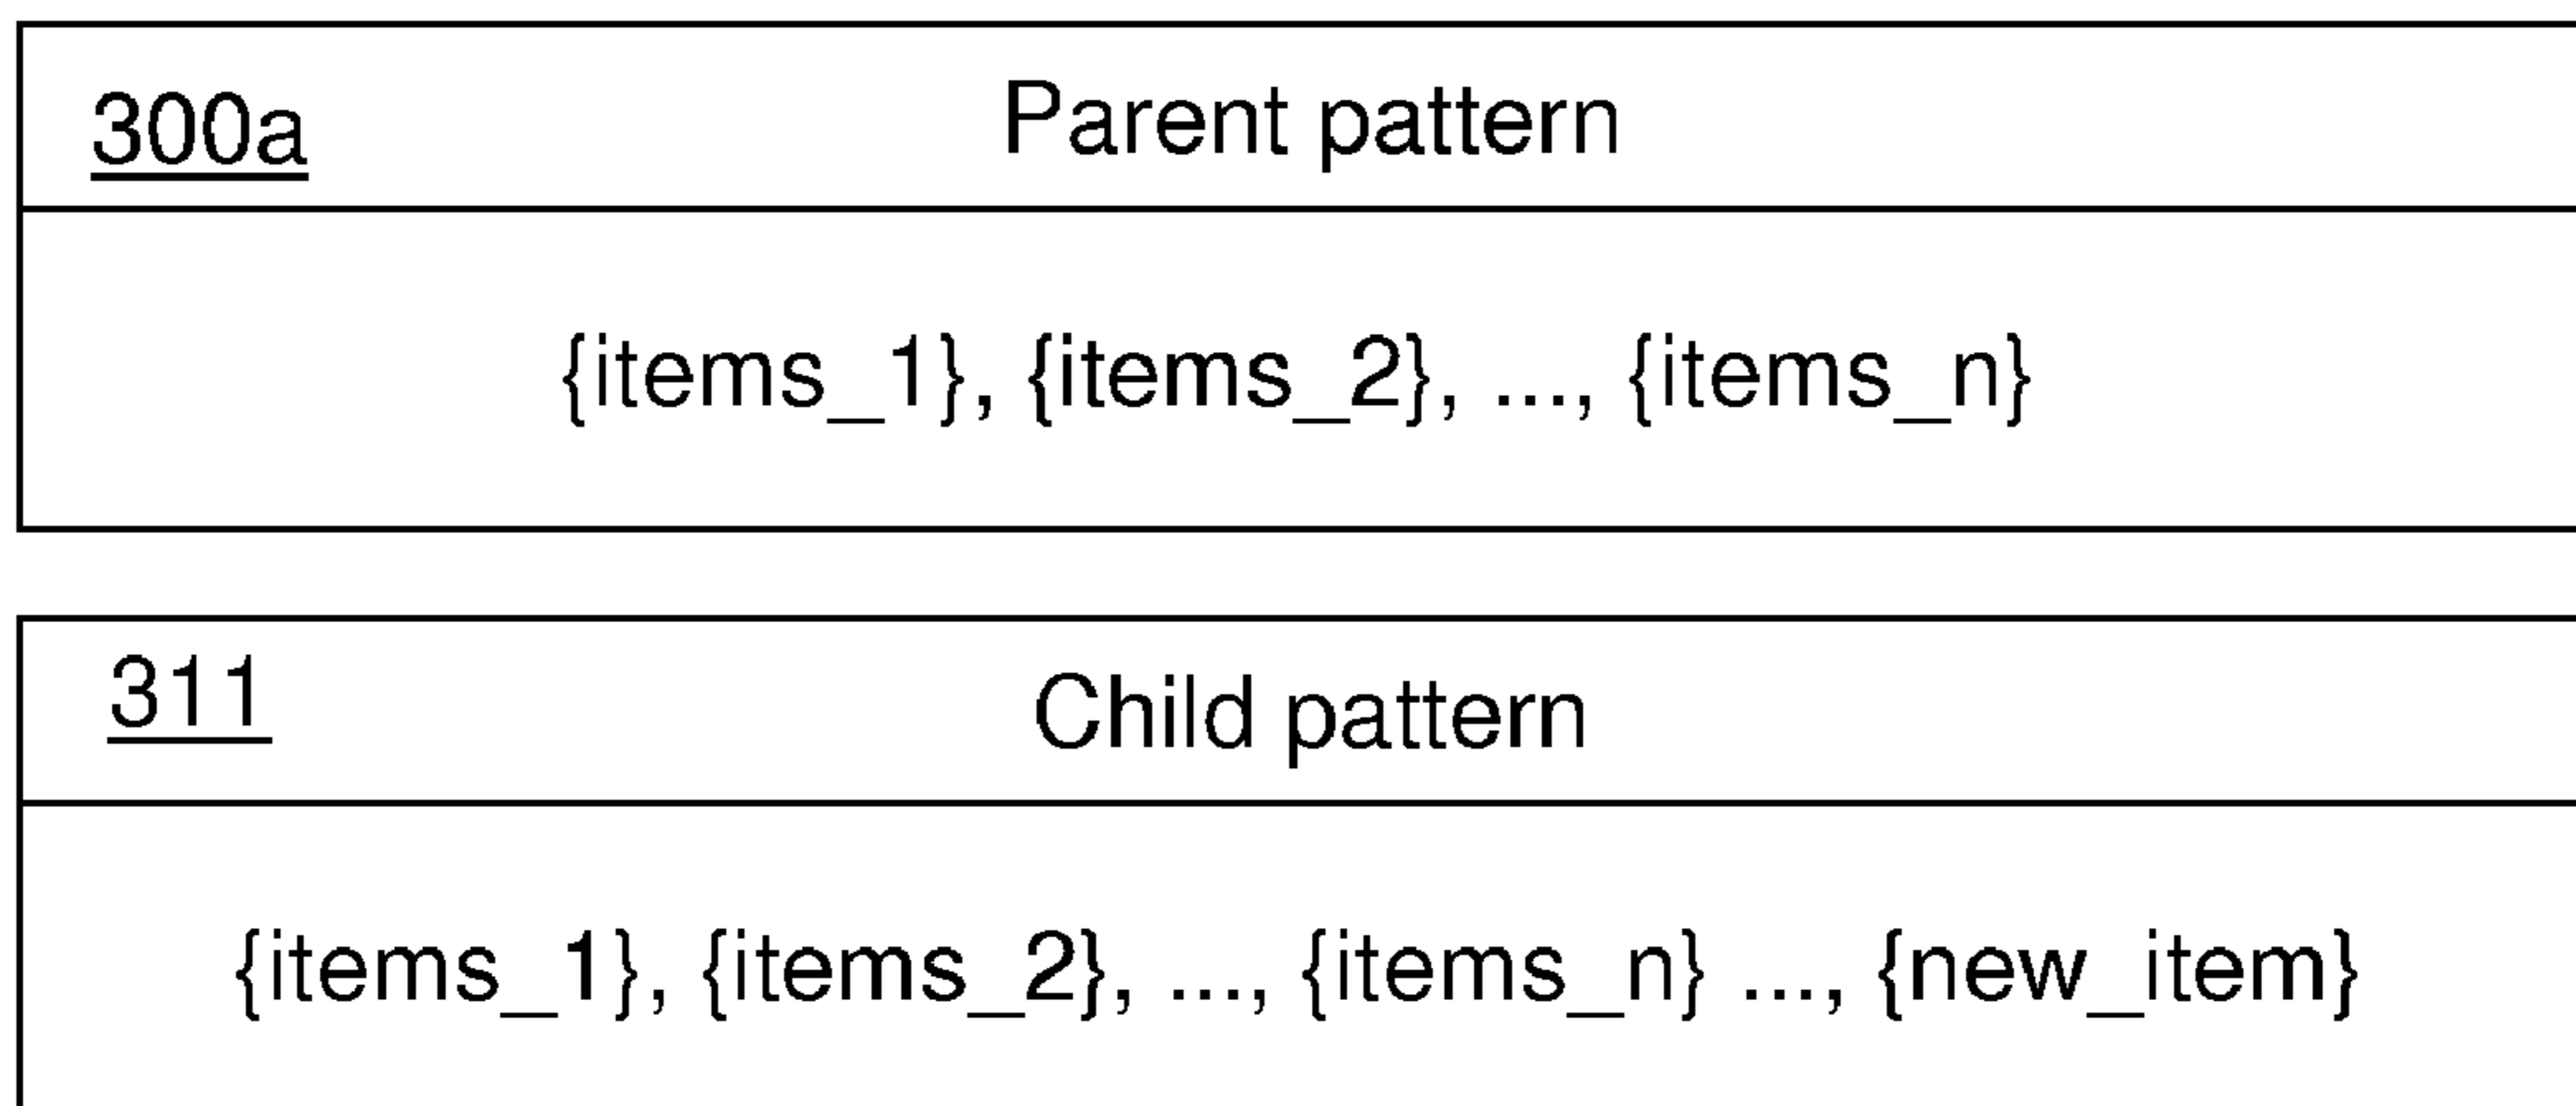 300a Parent pattern
{items_1}, {items_2}, ..., {items_n}
311 Child pattern
{items_1}, {items_2}, ..., {items_n} ..., {new_item}